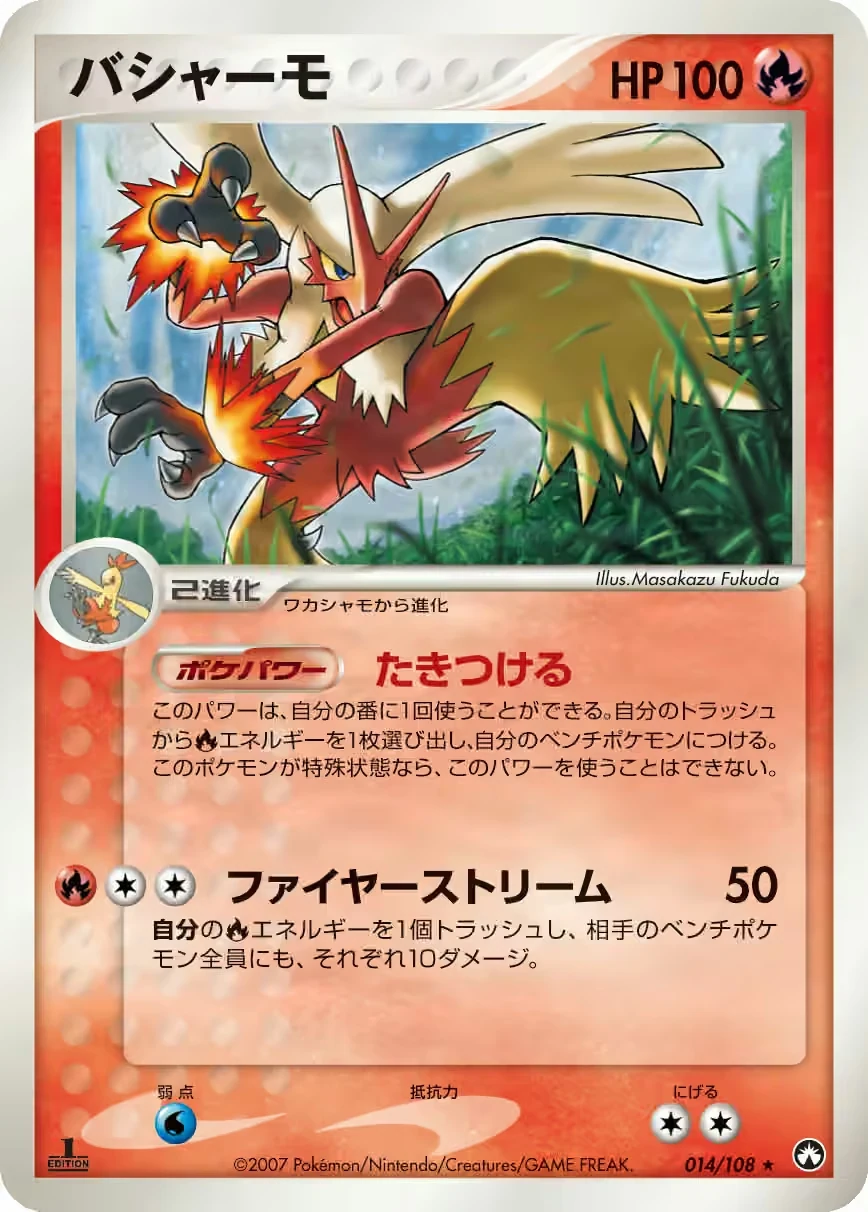 バシャーモ HP100
Illus.Masakazu Fukuda
己進化 ワカシャモから進化
ポケパワー たきつける
このパワーは、自分の番に1回使うことができる。自分のトラッシュ
から エネルギーを1枚選び出し、自分のベンチポケモンにつける。
このポケモンが特殊状態なら、このパワーを使うことはできない。
ファイヤーストリーム 50
自分の エネルギーを1個トラッシュし、相手のベンチポケ
モン全員にも、それぞれ10ダメージ。
弱点 抵抗力 にげる
1 EDITION
©2007 Pokémon/Nintendo/Creatures/GAME FREAK. 014/108 ★